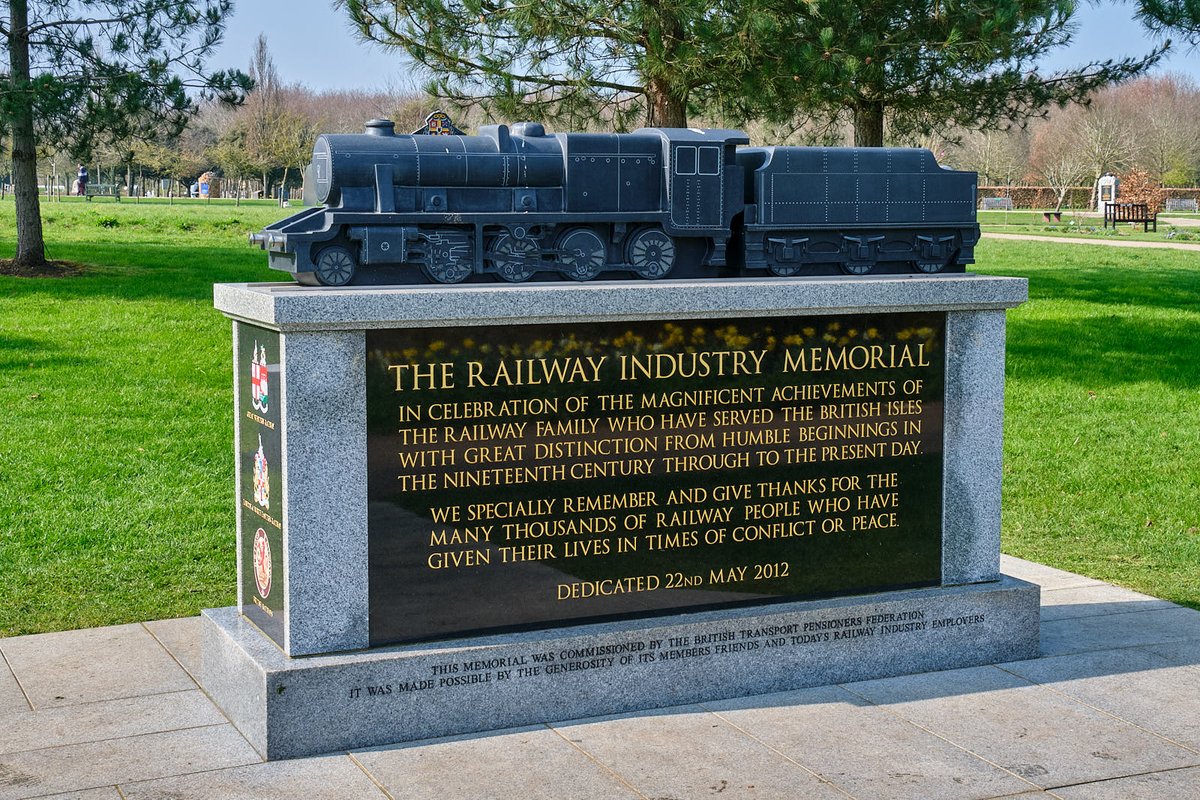 THE RAILWAY INDUSTRY MEMORIAL
IN CELEBRATION OF THE MAGNIFICENT ACHIEVEMENTS OF
THE RAILWAY FAMILY WHO HAVE SERVED THE BRITISH ISLES
WITH GREAT DISTINCTION FROM HUMBLE BEGINNINGS IN
THE NINETEENTH CENTURY THROUGH TO THE PRESENT DAY.
WE SPECIALLY REMEMBER AND GIVE THANKS FOR THE
MANY THOUSANDS OF RAILWAY PEOPLE WHO HAVE
GIVEN THEIR LIVES IN TIMES OF CONFLICT OR PEACE.
DEDICATED 22ND MAY 2012
THIS MEMORIAL WAS COMMISSIONED BY THE BRITISH TRANSPORT PENSIONERS FEDERATION
IT WAS MADE POSSIBLE BY THE GENEROSITY OF ITS MEMBERS FRIENDS AND TODAY'S RAILWAY INDUSTRY EMPLOYERS